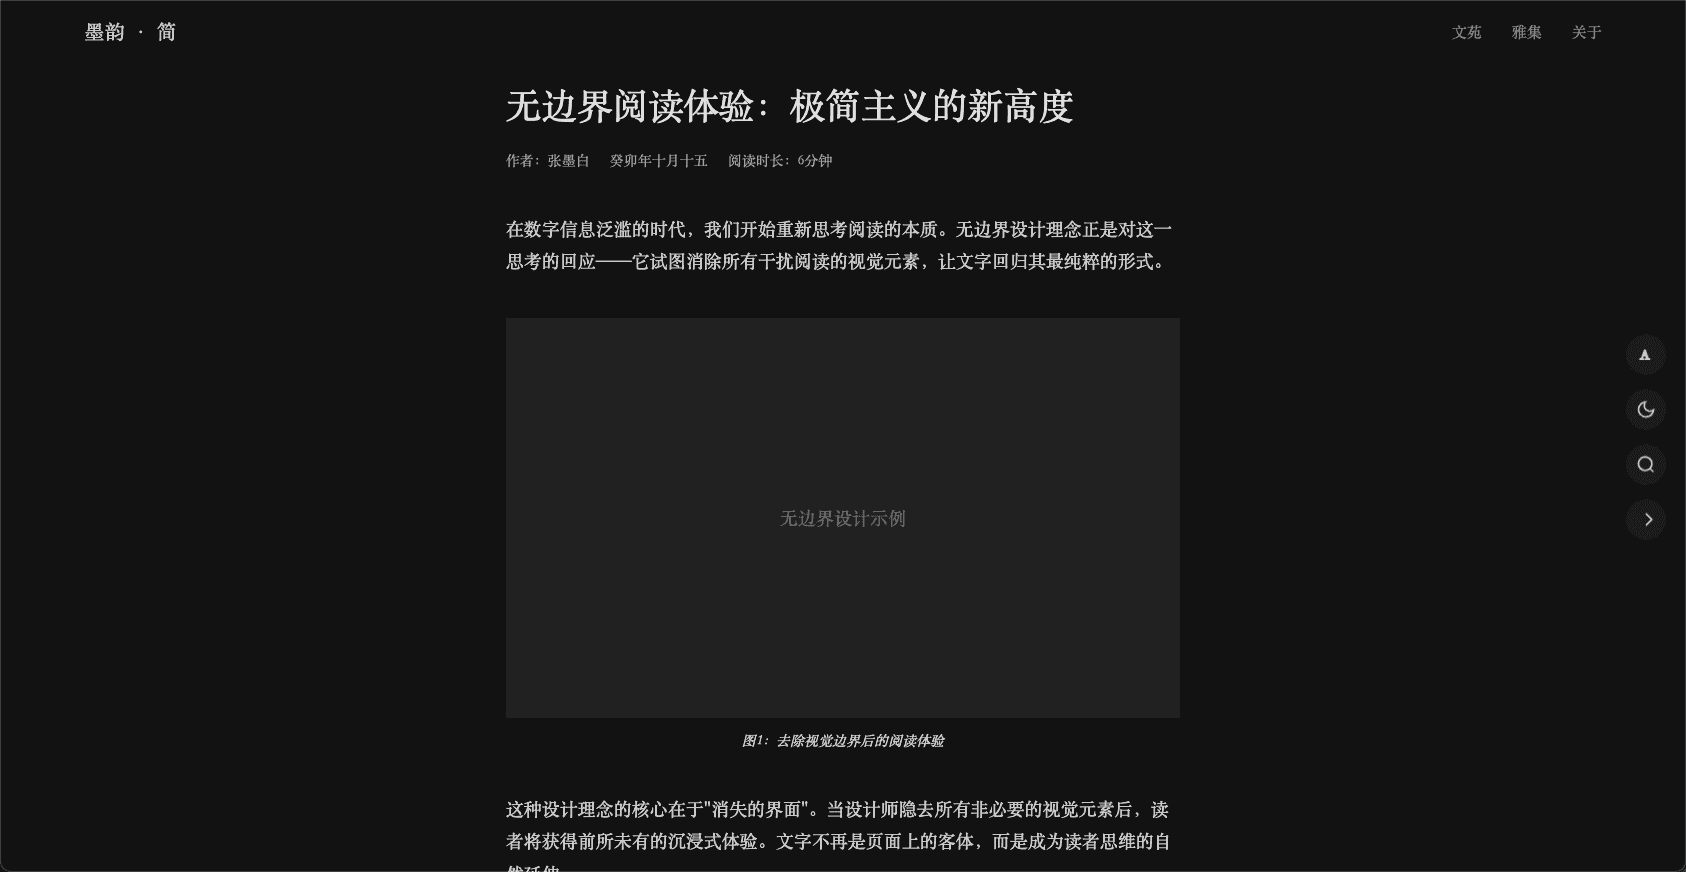 墨韵 · 简
文苑 雅集 关于
无边界阅读体验：极简主义的新高度
作者：张墨白 癸卯年十月十五 阅读时长：6分钟
在数字信息泛滥的时代，我们开始重新思考阅读的本质。无边界设计理念正是对这一
思考的回应——它试图消除所有干扰阅读的视觉元素，让文字回归其最纯粹的形式。
A
无边界设计示例
图1：去除视觉边界后的阅读体验
这种设计理念的核心在于"消失的界面"。当设计师隐去所有非必要的视觉元素后，读
者将获得前所未有的沉浸式体验。文字不再是页面上的客体，而是成为读者思维的自